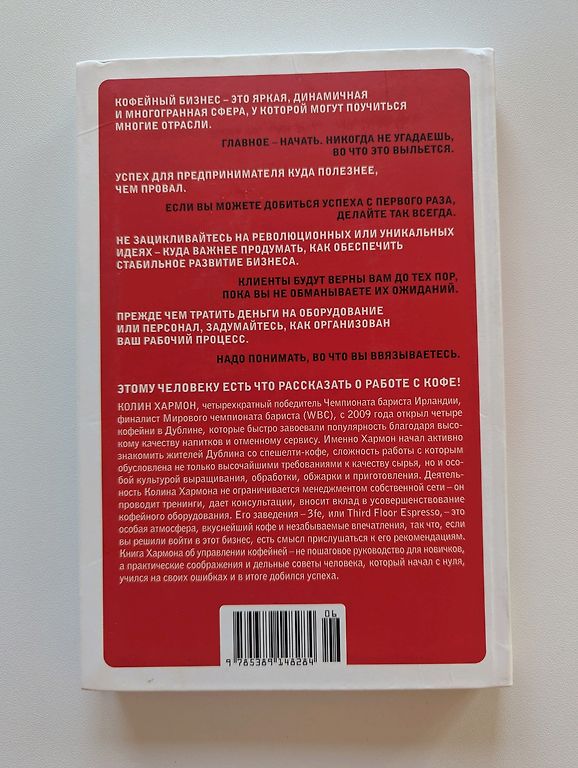 КОФЕЙНЫЙ БИЗНЕС – ЭТО ЯРКАЯ, ДИНАМИЧНАЯ
И МНОГОГРАННАЯ СФЕРА, У КОТОРОЙ МОГУТ ПОУЧИТЬСЯ
МНОГИЕ ОТРАСЛИ.
ГЛАВНОЕ – НАЧАТЬ. НИКОГДА НЕ УГАДАЕШЬ,
ВО ЧТО ЭТО ВЫЛЬЕТСЯ.
УСПЕХ ДЛЯ ПРЕДПРИНИМАТЕЛЯ КУДА ПОЛЕЗНЕЕ,
ЧЕМ ПРОВАЛ.
ЕСЛИ ВЫ МОЖЕТЕ ДОБИТЬСЯ УСПЕХА С ПЕРВОГО РАЗА,
ДЕЛАЙТЕ ТАК ВСЕГДА.
НЕ ЗАЦИКЛИВАЙТЕСЬ НА РЕВОЛЮЦИОННЫХ ИЛИ УНИКАЛЬНЫХ
ИДЕЯХ – КУДА ВАЖНЕЕ ПРОДУМАТЬ, КАК ОБЕСПЕЧИТЬ
СТАБИЛЬНОЕ РАЗВИТИЕ БИЗНЕСА.
КЛИЕНТЫ БУДУТ ВЕРНЫ ВАМ ДО ТЕХ ПОР,
ПОКА ВЫ НЕ ОБМАНЫВАЕТЕ ИХ ОЖИДАНИЙ.
ПРЕЖДЕ ЧЕМ ТРАТИТЬ ДЕНЬГИ НА ОБОРУДОВАНИЕ
ИЛИ ПЕРСОНАЛ, ЗАДУМАЙТЕСЬ, КАК ОРГАНИЗОВАН
ВАШ РАБОЧИЙ ПРОЦЕСС.
НАДО ПОНИМАТЬ, ВО ЧТО ВЫ ВВЯЗЫВАЕТЕСЬ.
ЭТОМУ ЧЕЛОВЕКУ ЕСТЬ ЧТО РАССКАЗАТЬ О РАБОТЕ С КОФЕ!
КОЛИН ХАРМОН, четырехкратный победитель Чемпионата бариста Ирландии,
финалист Мирового чемпионата бариста (WBC), с 2009 года открыл четыре
кофейни в Дублине, которые быстро завоевали популярность благодаря высо-
кому качеству напитков и отменному сервису. Именно Хармон начал активно
знакомить жителей Дублина со спешелти-кофе, сложность работы с которым
обусловлена не только высочайшими требованиями к качеству сырья, но и осо-
бой культурой выращивания, обработки, обжарки и приготовления. Деятель-
ность Колина Хармона не ограничивается менеджментом собственной сети – он
проводит тренинги, дает консультации, вносит вклад в усовершенствование
кофейного оборудования. Его заведения – 3fe, или Third Floor Espresso, – это
особая атмосфера, вкуснейший кофе и незабываемые впечатления, так что, если
вы решили войти в этот бизнес, есть смысл прислушаться к его рекомендациям.
Книга Хармона об управлении кофейней – не пошаговое руководство для новичков,
а практические соображения и дельные советы человека, который начал с нуля,
учился на своих ошибках и в итоге добился успеха.
06
9 785389 148284